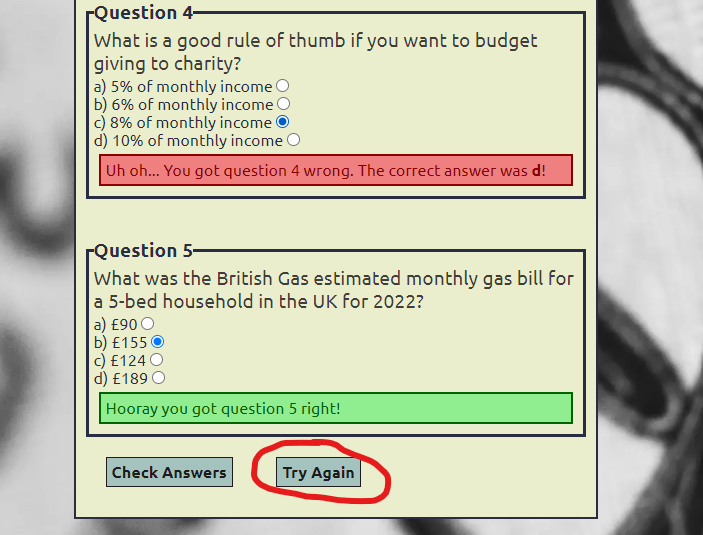 Question 4
What is a good rule of thumb if you want to budget
giving to charity?
a) 5% of monthly income
b) 6% of monthly income
c) 8% of monthly income
d) 10% of monthly income
Uh oh... You got question 4 wrong. The correct answer was d!
Question 5
What was the British Gas estimated monthly gas bill for
a 5-bed household in the UK for 2022?
a) £90
b) £155
c) £124
d) £189
Hooray you got question 5 right!
Check Answers Try Again